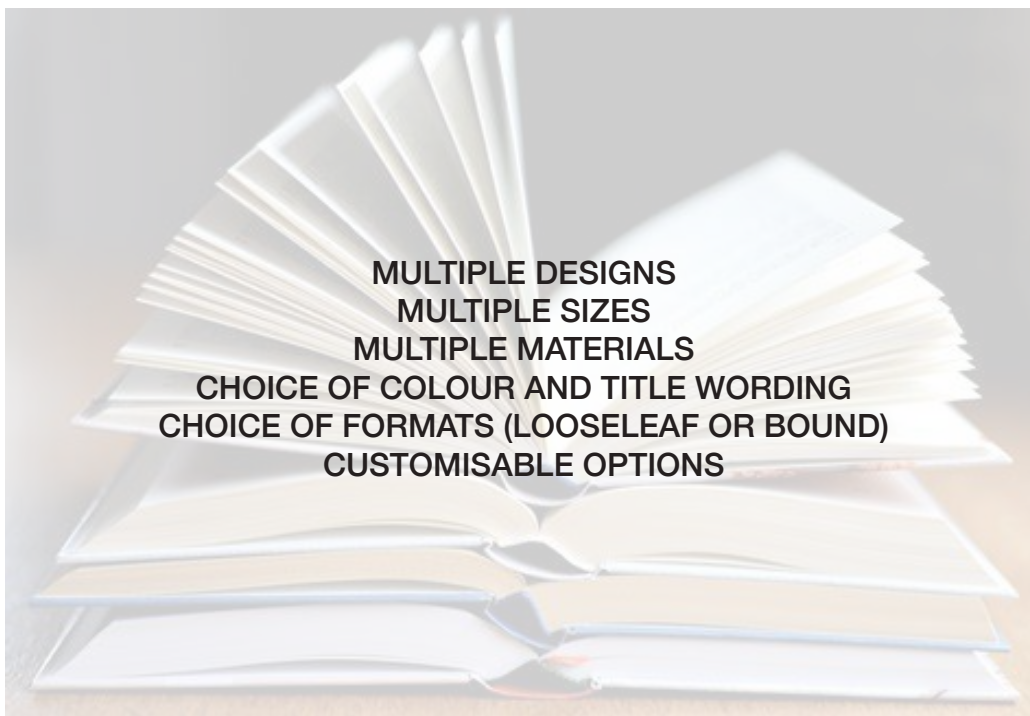 MULTIPLE DESIGNS
MULTIPLE SIZES
MULTIPLE MATERIALS
CHOICE OF COLOUR AND TITLE WORDING
CHOICE OF FORMATS (LOOSELEAF OR BOUND)
CUSTOMISABLE OPTIONS